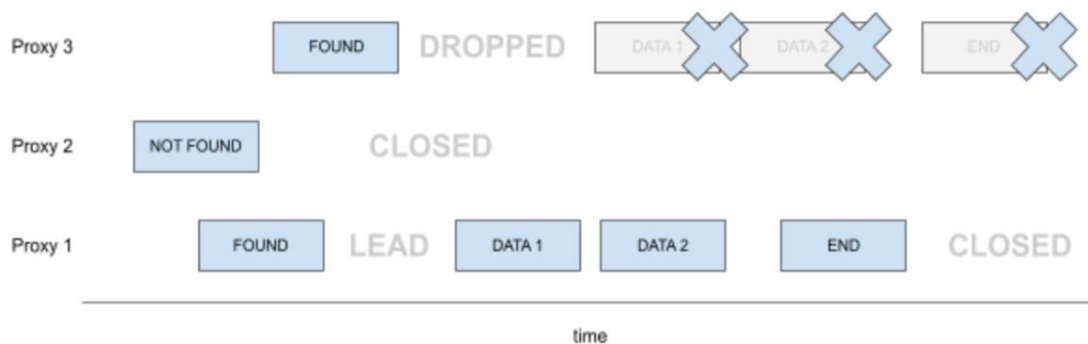 Proxy 3 FOUND DROPPED DATA 1 DATA 2 END
Proxy 2 NOT FOUND CLOSED
Proxy 1 FOUND LEAD DATA 1 DATA 2 END CLOSED
time